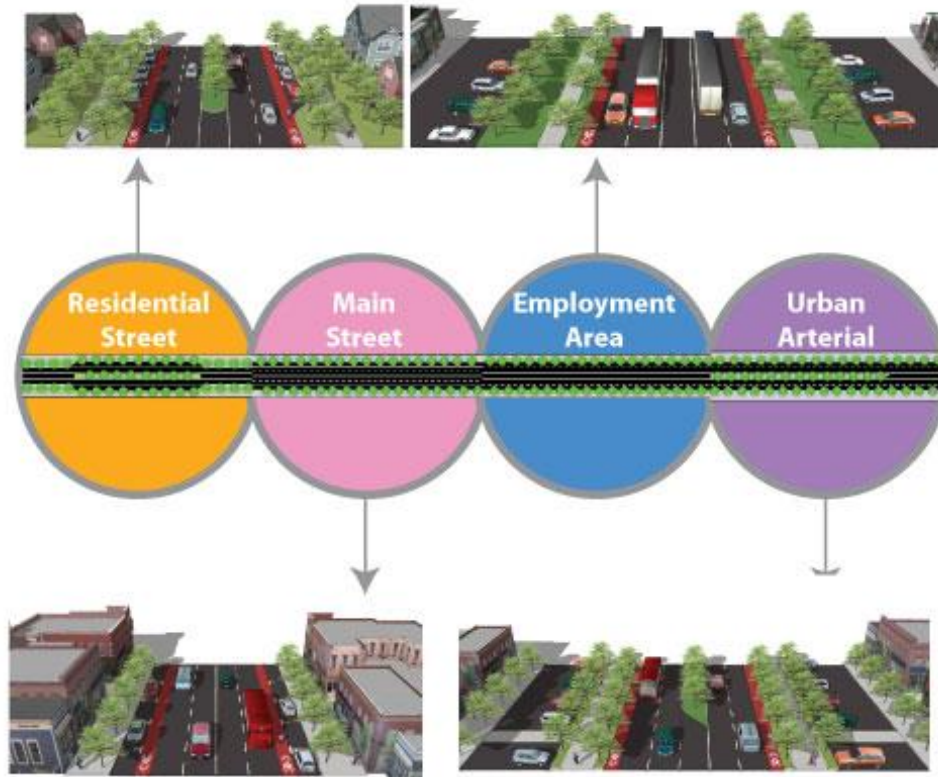 Residential
Street
Main
Street
Employment
Area
Urban
Arterial